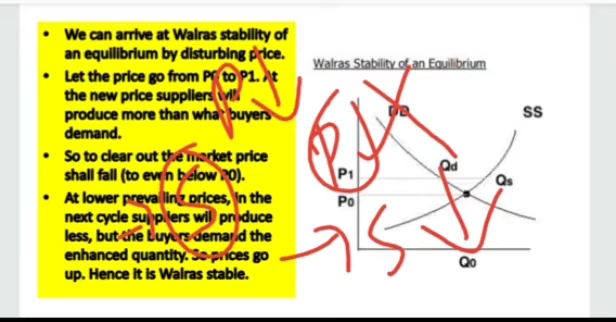 We can arrive at Walras stability of
an equilibrium by disturbing price.
Let the price go from P0 to P1. At
the new price suppliers will
produce more than what buyers
demand.
So to clear out the market price
shall fall (to even below P0).
At lower prevailing prices, in the
next cycle suppliers will produce
less, but the buyers demand the
enhanced quantity. So prices go
up. Hence it is Walras stable.
Walras Stability of an Equilibrium
DD
SS
Qd
Qs
P1
P0
Q0
P↓
P↑
S
→ S